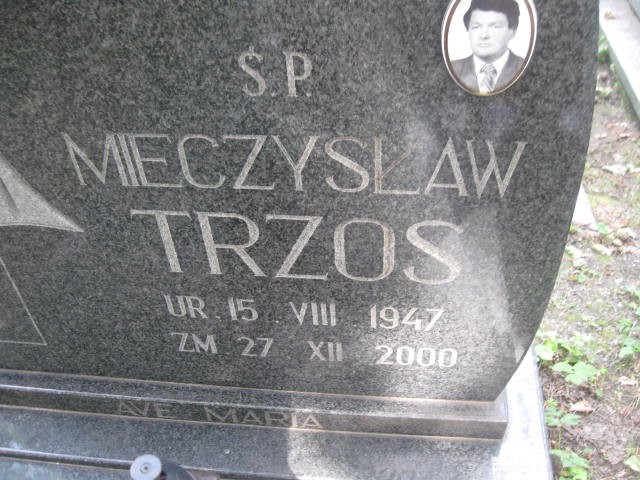 Ś.P.
MIECZYSŁAW
TRZOS
UR. 15. VIII. 1947
ZM 27 XII 2000
AVE MARIA